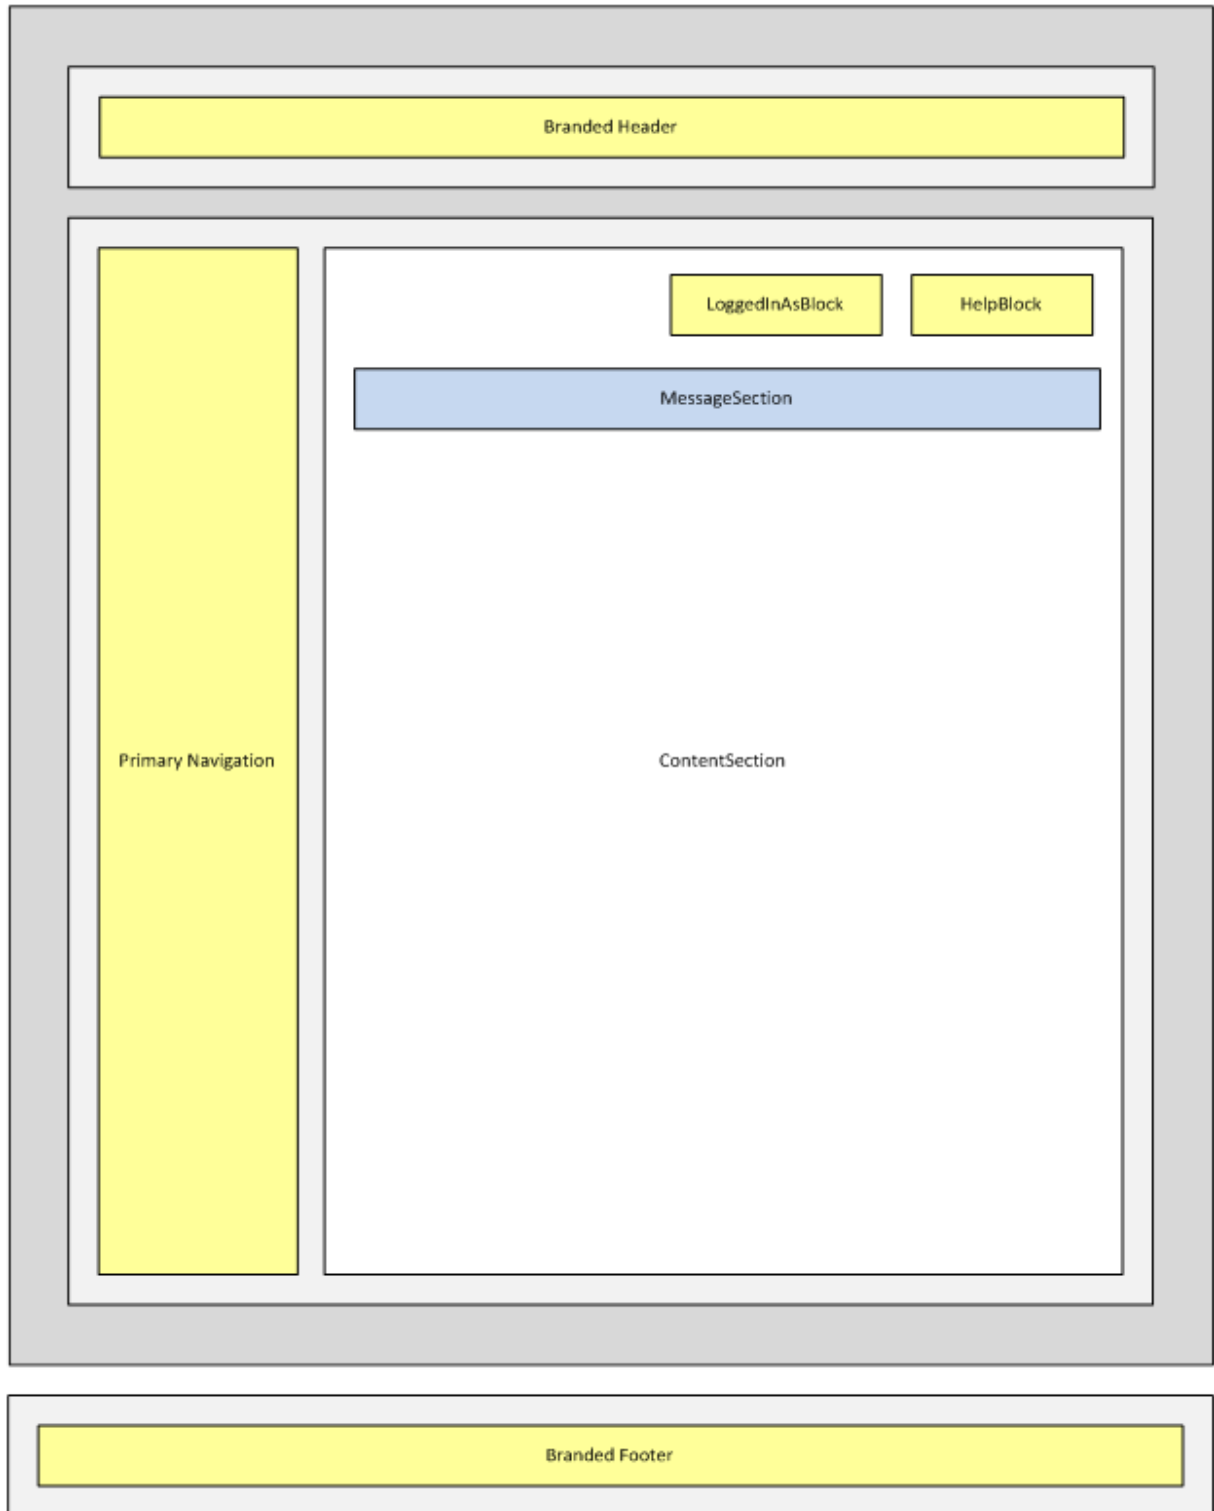 Branded Header
LoggedInAsBlock
HelpBlock
MessageSection
Primary Navigation
ContentSection
Branded Footer